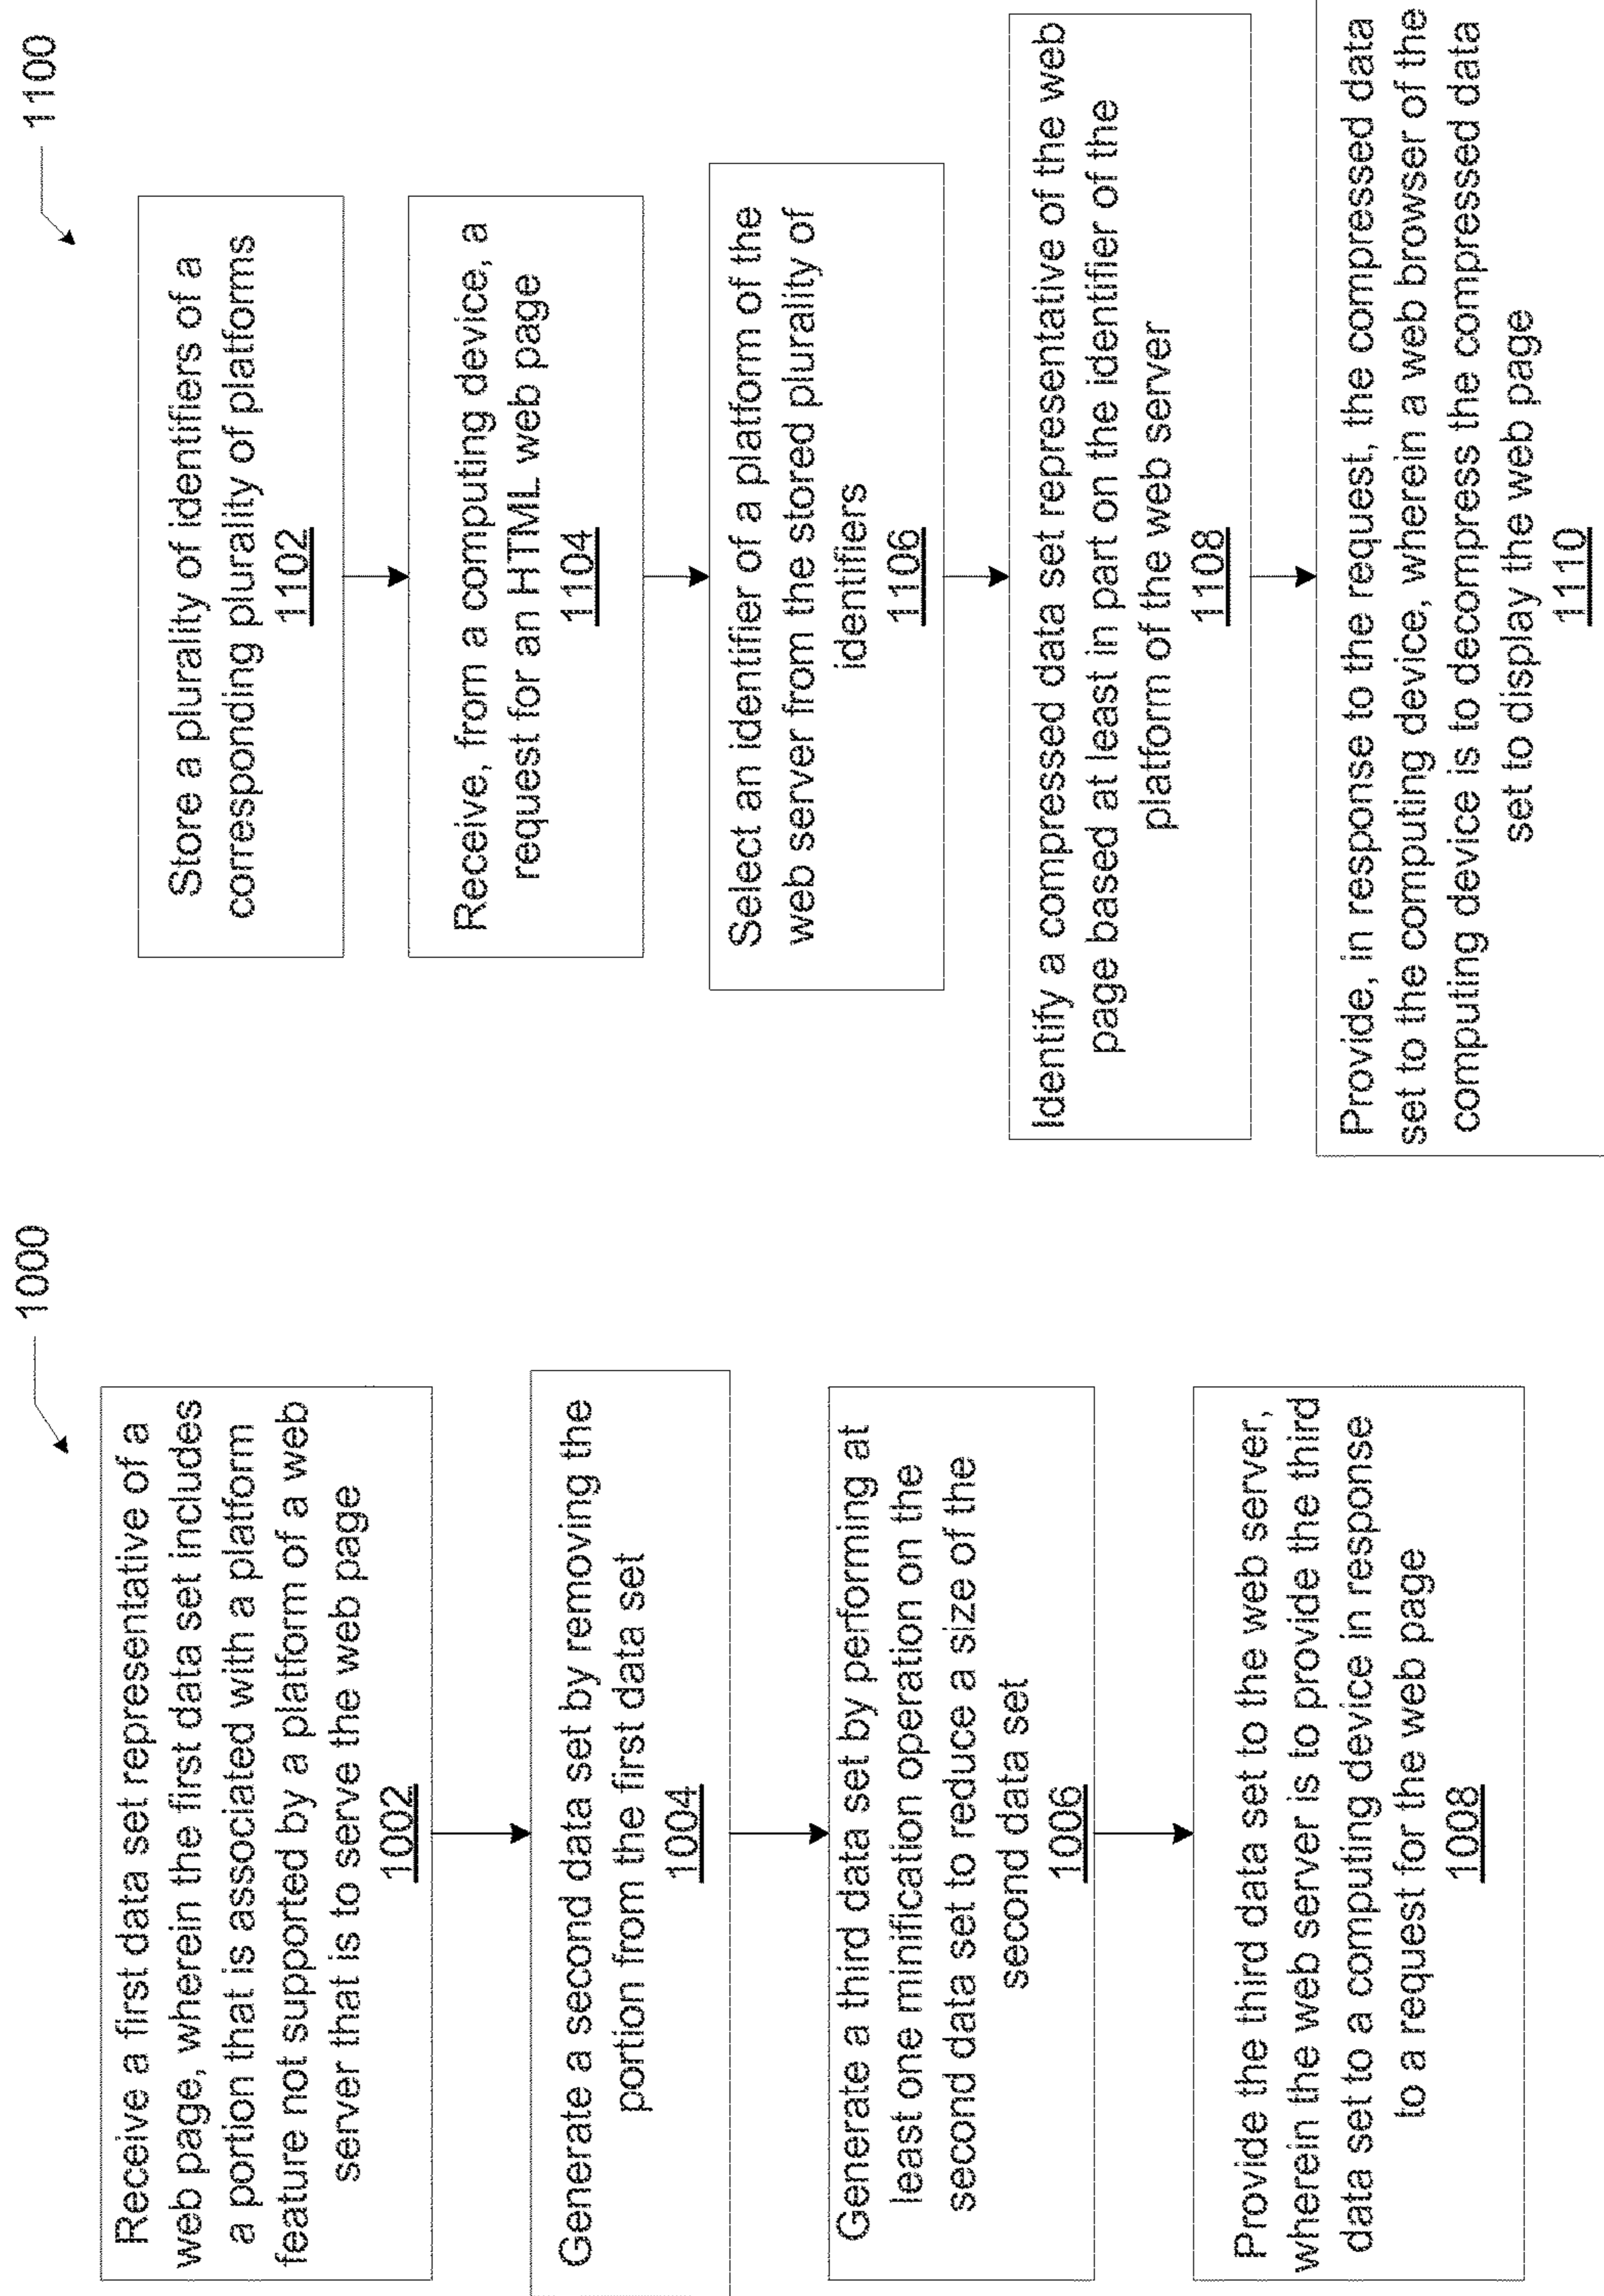 1000
Receive a first data set representative of a
web page, wherein the first data set includes
a portion that is associated with a platform
feature not supported by a platform of a web
server that is to serve the web page
1002
Generate a second data set by removing the
portion from the first data set
1004
Generate a third data set by performing at
least one minification operation on the
second data set to reduce a size of the
second data set
1006
Provide the third data set to the web server,
wherein the web server is to provide the third
data set to a computing device in response
to a request for the web page
1008
1100
Store a plurality of identifiers of a
corresponding plurality of platforms
1102
Receive, from a computing device, a
request for an HTML web page
1104
Select an identifier of a platform of the
web server from the stored plurality of
identifiers
1106
Identify a compressed data set representative of the web
page based at least in part on the identifier of the
platform of the web server
1108
Provide, in response to the request, the compressed data
set to the computing device, wherein a web browser of the
computing device is to decompress the compressed data
set to display the web page
1110